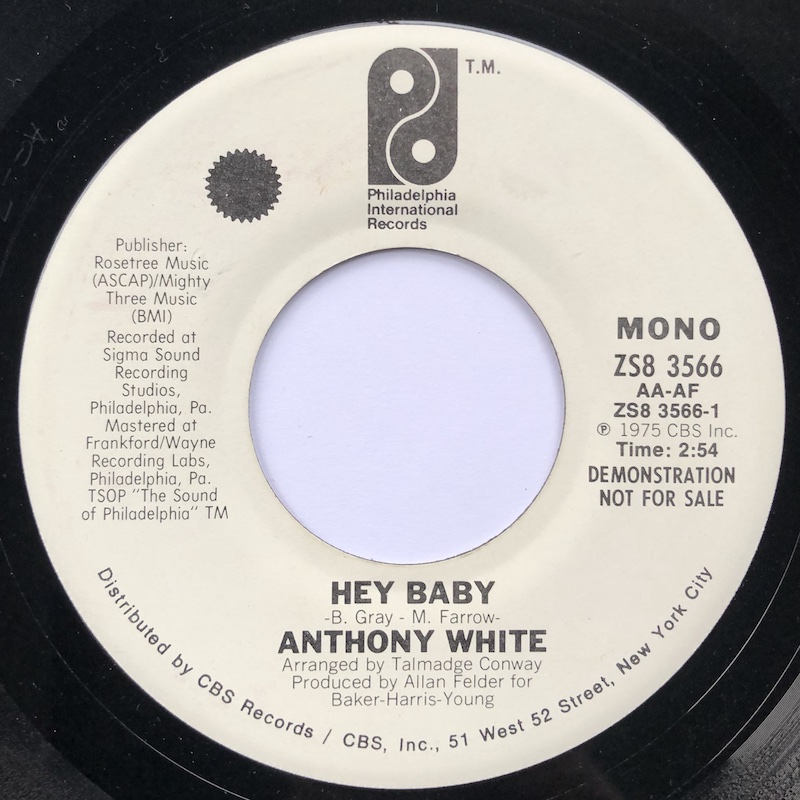 T.M.
Philadelphia
International
Records
Publisher:
Rosetree Music
(ASCAP)/Mighty
Three Music
(BMI)
Recorded at
Sigma Sound
Recording
Studios,
Philadelphia, Pa.
Mastered at
Frankford/Wayne
Recording Labs,
Philadelphia, Pa.
TSOP "The Sound
of Philadelphia" TM
MONO
ZS8 3566
AA-AF
ZS8 3566-1
℗ 1975 CBS Inc.
Time: 2:54
DEMONSTRATION
NOT FOR SALE
HEY BABY
-B. Gray - M. Farrow-
ANTHONY WHITE
Arranged by Talmadge Conway
Produced by Allan Felder for
Baker-Harris-Young
Distributed by CBS Records / CBS, Inc., 51 West 52 Street, New York City